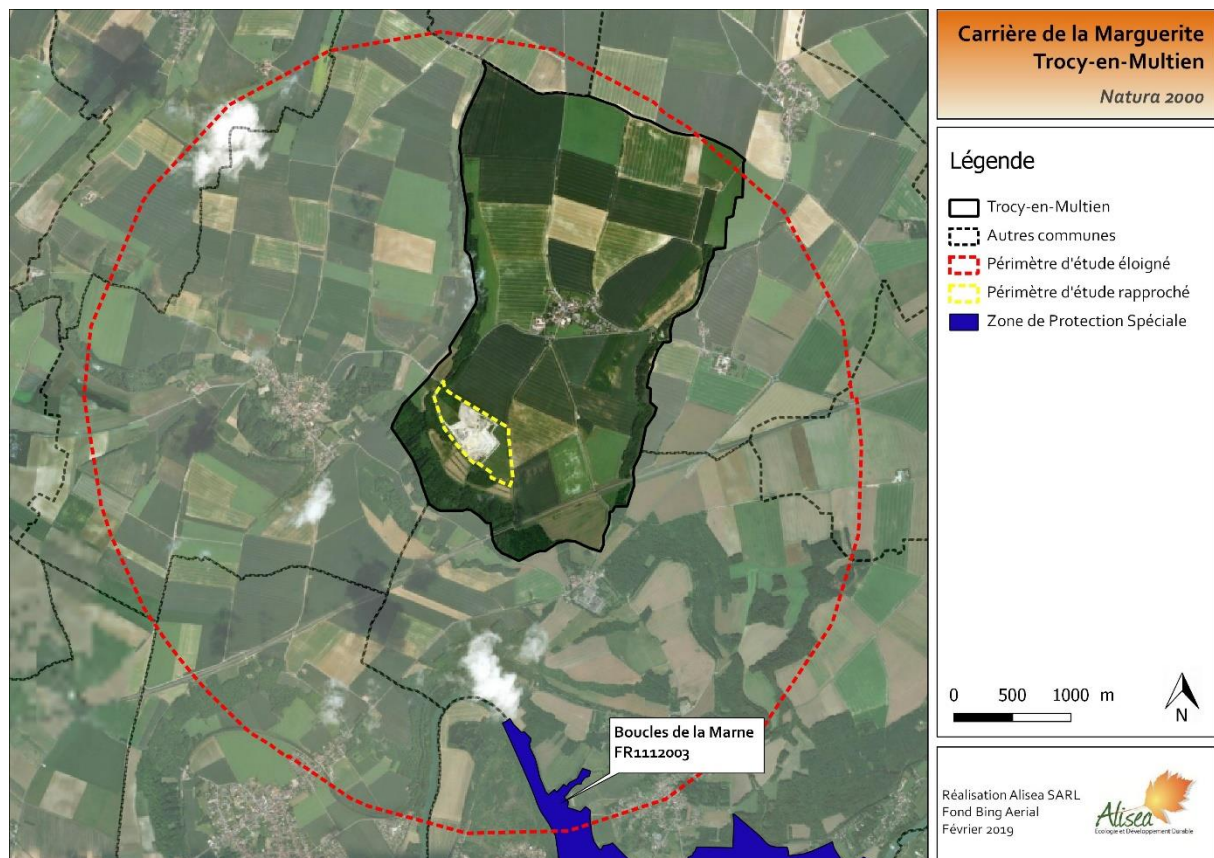 Carrière de la Marguerite
Trocy-en-Multien
Natura 2000
Légende
Trocy-en-Multien
Autres communes
Périmètre d'étude éloigné
Périmètre d'étude rapproché
Zone de Protection Spéciale
Boucles de la Marne
FR1112003
0 500 1000 m
N
Réalisation Alisea SARL
Fond Bing Aerial
Février 2019
Alisea
Ecologie et Développement Durable